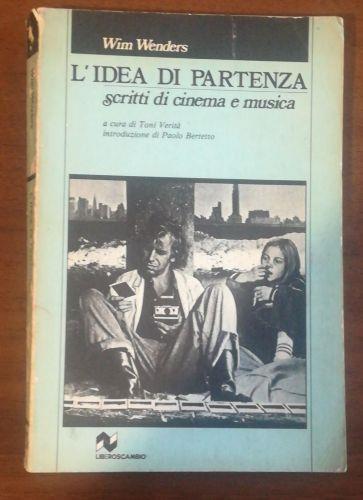 Wim Wenders
L'IDEA DI PARTENZA
scritti di cinema e musica
a cura di Toni Verità
introduzione di Paolo Bertetto
LIBEROSCAMBIO